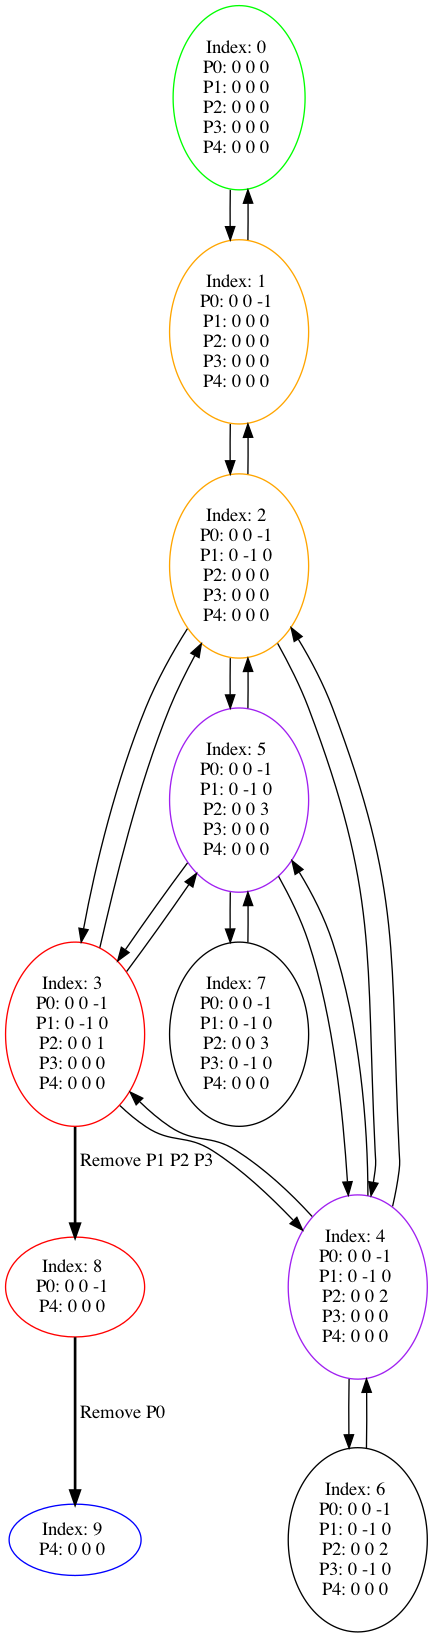 Index: 0
P0: 0 0 0
P1: 0 0 0
P2: 0 0 0
P3: 0 0 0
P4: 0 0 0
Index: 1
P0: 0 0 -1
P1: 0 0 0
P2: 0 0 0
P3: 0 0 0
P4: 0 0 0
Index: 2
P0: 0 0 -1
P1: 0 -1 0
P2: 0 0 0
P3: 0 0 0
P4: 0 0 0
Index: 5
P0: 0 0 -1
P1: 0 -1 0
P2: 0 0 3
P3: 0 0 0
P4: 0 0 0
Index: 3
P0: 0 0 -1
P1: 0 -1 0
P2: 0 0 1
P3: 0 0 0
P4: 0 0 0
Index: 7
P0: 0 0 -1
P1: 0 -1 0
P2: 0 0 3
P3: 0 -1 0
P4: 0 0 0
Remove P1 P2 P3
Index: 8
P0: 0 0 -1
P4: 0 0 0
Index: 4
P0: 0 0 -1
P1: 0 -1 0
P2: 0 0 2
P3: 0 0 0
P4: 0 0 0
Remove P0
Index: 9
P4: 0 0 0
Index: 6
P0: 0 0 -1
P1: 0 -1 0
P2: 0 0 2
P3: 0 -1 0
P4: 0 0 0